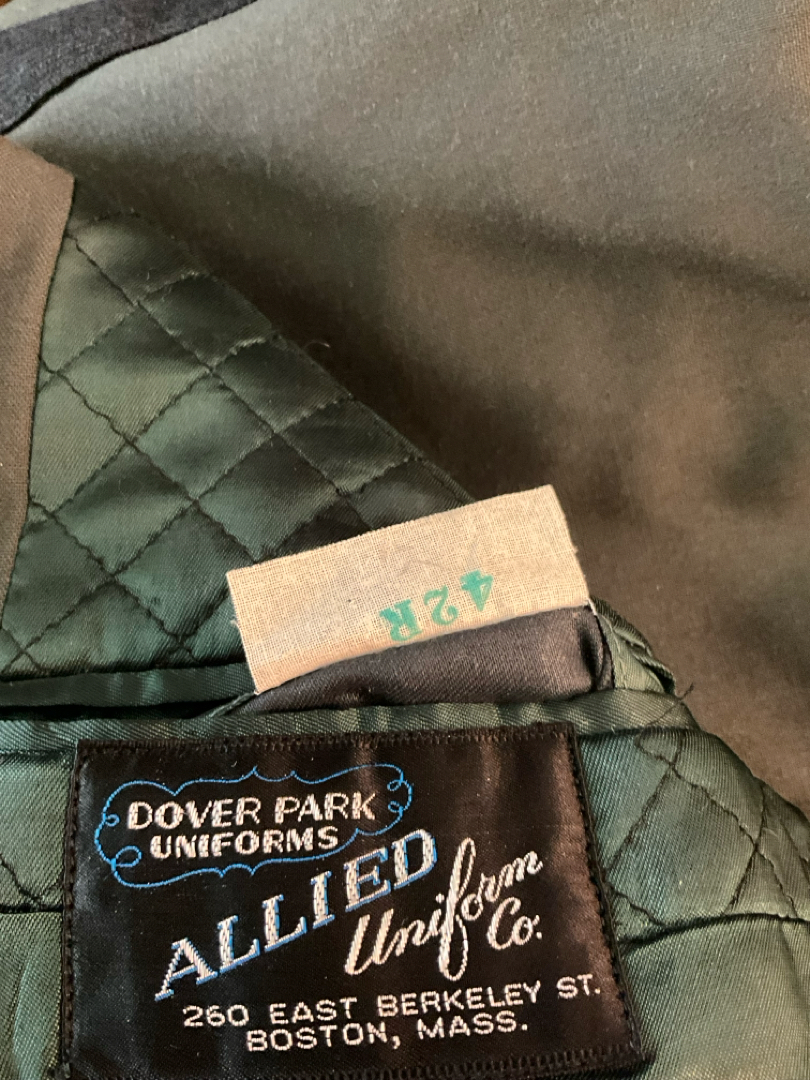 42R
DOVER PARK
UNIFORMS
ALLIED
Uniform
Co.
260 EAST BERKELEY ST.
BOSTON, MASS.